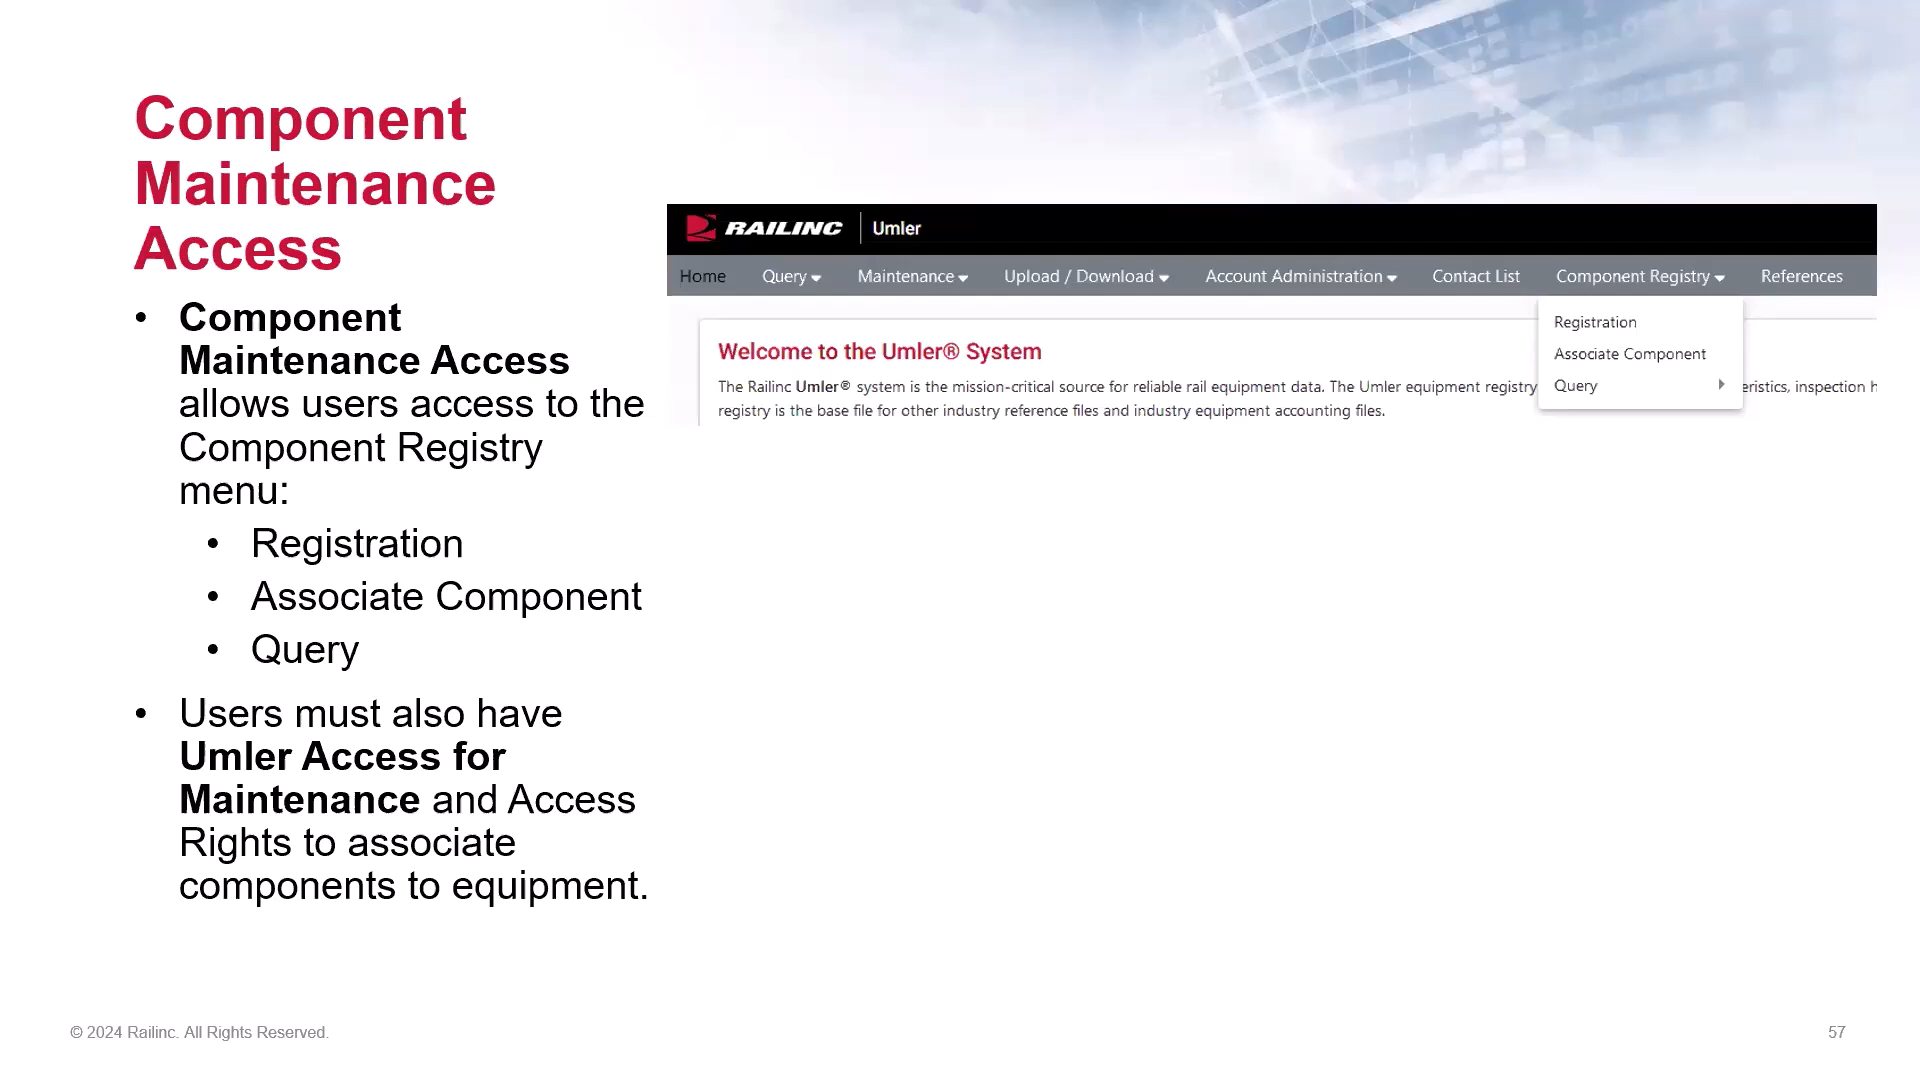 Component
Maintenance
Access
• Component
Maintenance Access
allows users access to the
Component Registry
menu:
• Registration
• Associate Component
• Query
• Users must also have
Umler Access for
Maintenance and Access
Rights to associate
components to equipment.
RAILINC | Umler
Home Query Maintenance Upload / Download Account Administration Contact List Component Registry References
Registration
Associate Component
Query
Welcome to the Umler® System
The Railinc Umler® system is the mission-critical source for reliable rail equipment data. The Umler equipment registry eristics, inspection h
registry is the base file for other industry reference files and industry equipment accounting files.
© 2024 Railinc. All Rights Reserved.
57